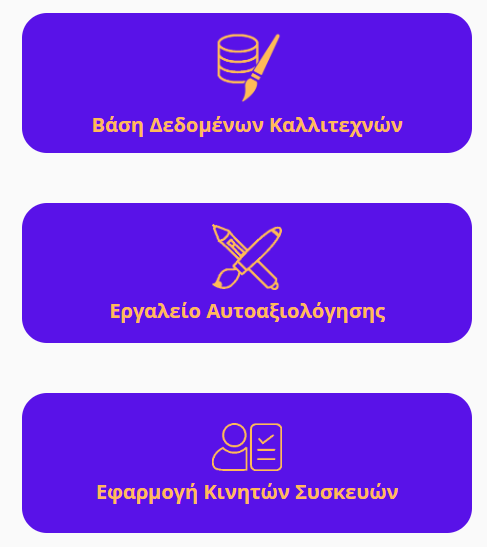 Βάση Δεδομένων Καλλιτεχνών
Εργαλείο Αυτοαξιολόγησης
Εφαρμογή Κινητών Συσκευών